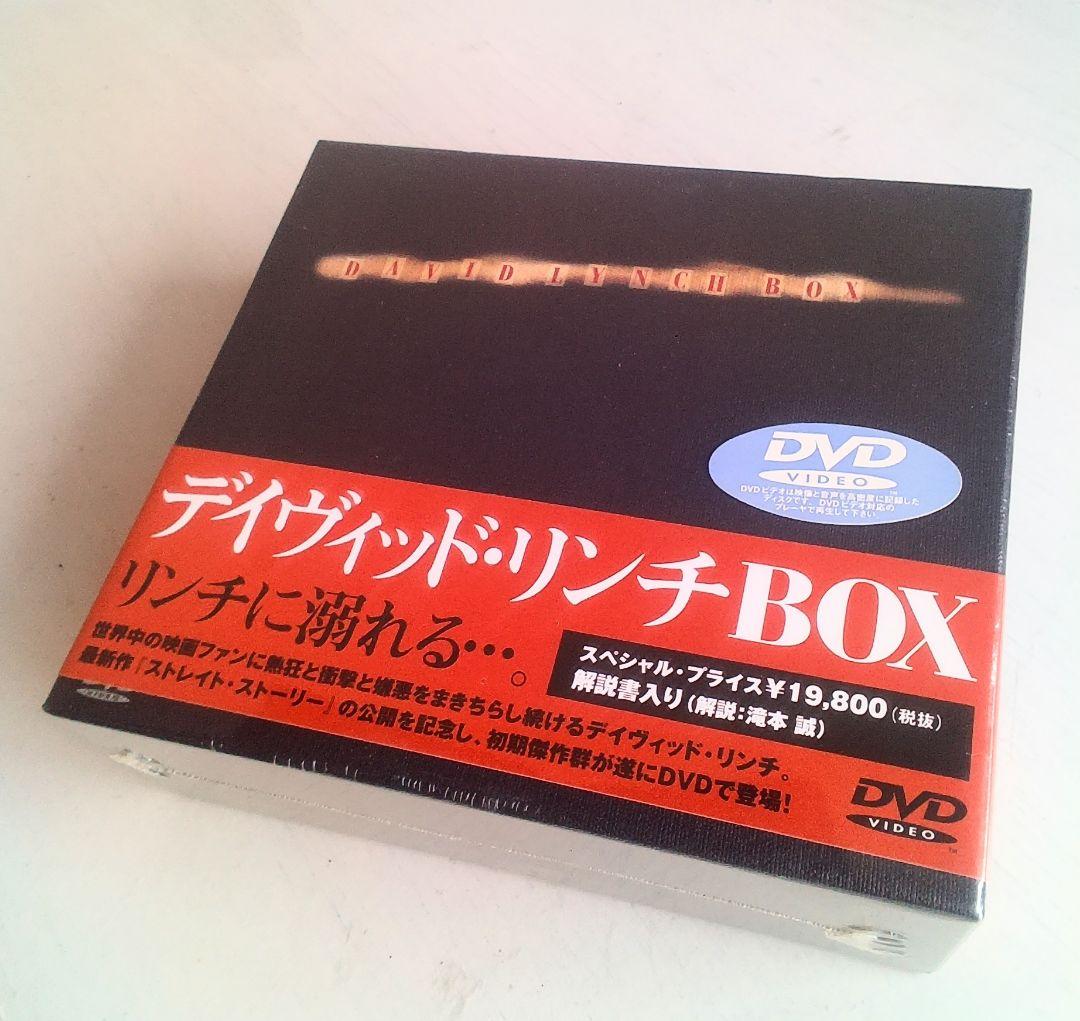 DAVID LYNCH BOX
DVD
VIDEO
DVDビデオは映像と音声を高密度に記録した
ディスクです。DVDビデオ対応の
プレーヤで再生して下さい
デイヴィッド・リンチBOX
リンチに溺れる…。
スペシャル・プライス¥19,800(税抜)
解説書入り(解説:滝本 誠)
世界中の映画ファンに熱狂と衝撃と嫌悪をまきちらし続けるデイヴィッド・リンチ。
最新作『ストレイト・ストーリー』の公開を記念し、初期傑作群が遂にDVDで登場!
DVD
VIDEO
TM